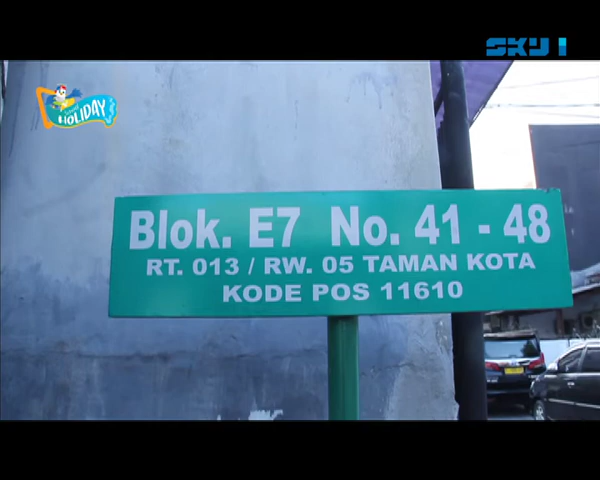 SKY 1
HOLIDAY
Blok. E7 No. 41 - 48
RT. 013 / RW. 05 TAMAN KOTA
KODE POS 11610